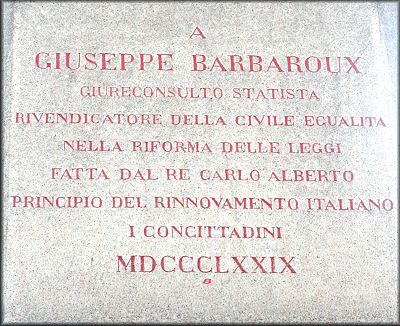 A
GIUSEPPE BARBAROUX
GIURECONSULTO STATISTA
RIVENDICATORE DELLA CIVILE EGUALITA
NELLA RIFORMA DELLE LEGGI
FATTA DAL RE CARLO ALBERTO
PRINCIPIO DEL RINNOVAMENTO ITALIANO
I CONCITTADINI
MDCCCLXXIX